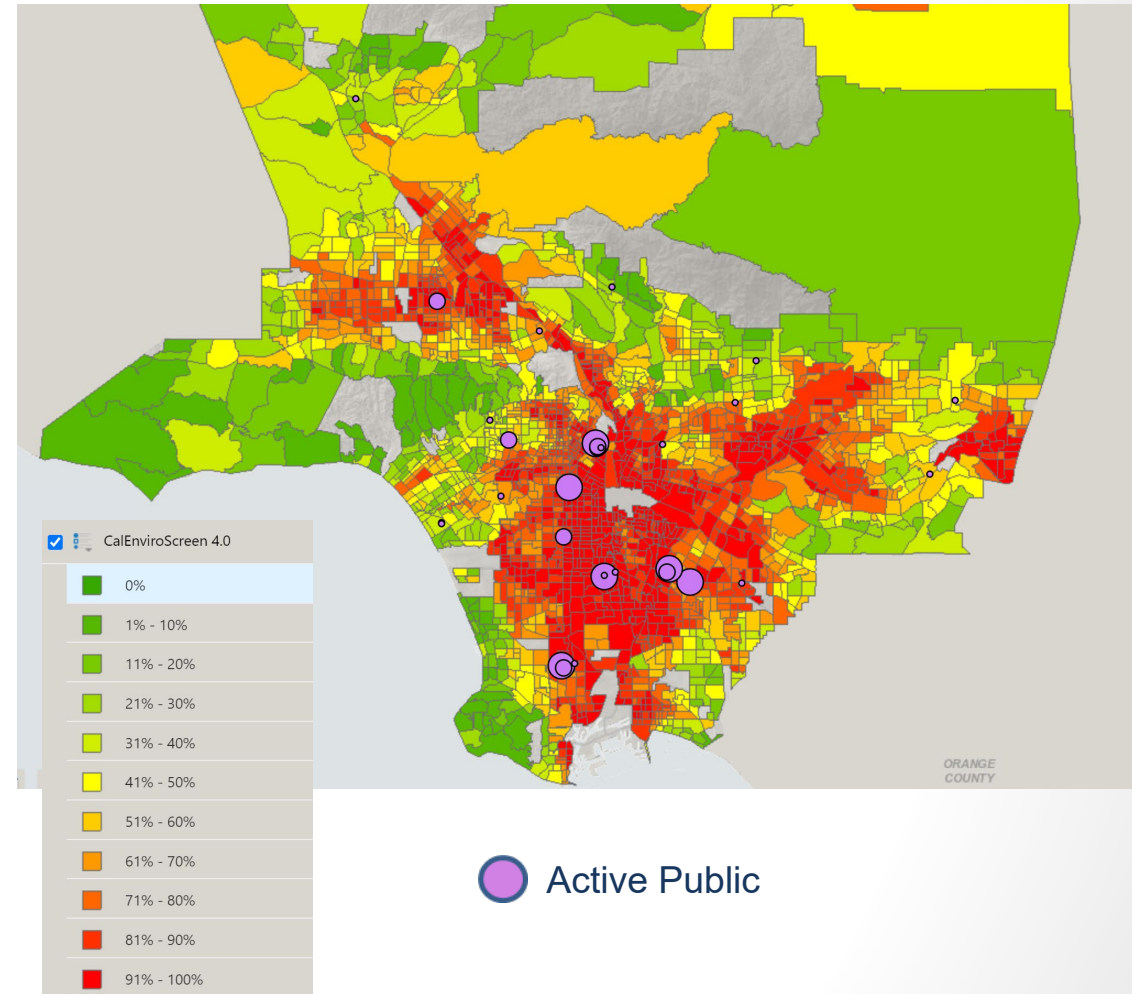 CalEnviroScreen 4.0
0%
1% - 10%
11% - 20%
21% - 30%
31% - 40%
41% - 50%
51% - 60%
61% - 70%
71% - 80%
81% - 90%
91% - 100%
ORANGE
COUNTY
Active Public